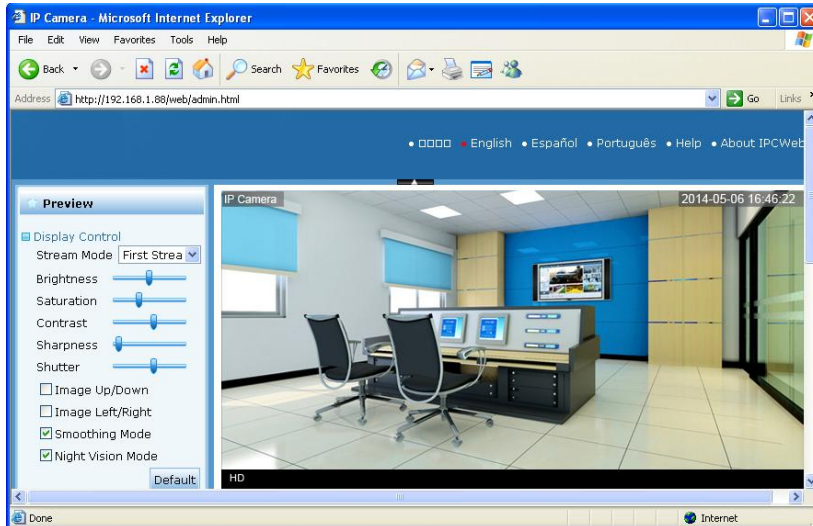 IP Camera - Microsoft Internet Explorer
File Edit View Favorites Tools Help
Back Search Favorites
Address http://192.168.1.88/web/admin.html Go Links
• □□□□ • English • Español • Português • Help • About IPCWeb
Preview
Display Control
Stream Mode First Strea
Brightness
Saturation
Contrast
Sharpness
Shutter
Image Up/Down
Image Left/Right
Smoothing Mode
Night Vision Mode
Default
IP Camera 2014-05-06 16:46:22
HD
Done Internet